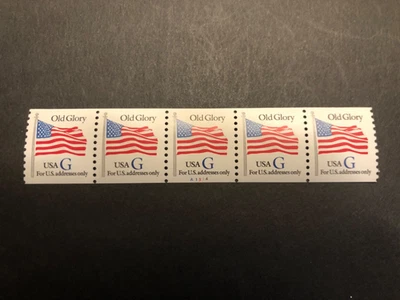 Old Glory Old Glory Old Glory Old Glory Old Glory
USA G USA G USA G USA G USA G
For U.S. addresses only For U.S. addresses only For U.S. addresses only For U.S. addresses only For U.S. addresses only